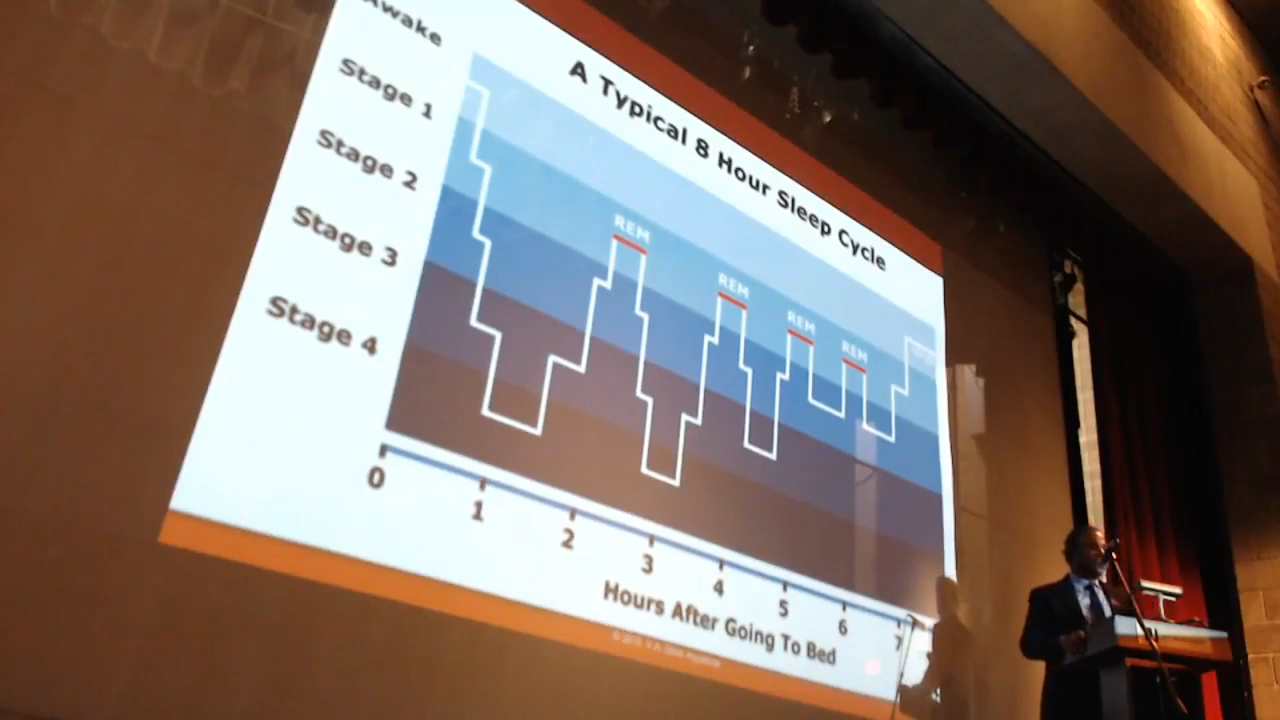 A Typical 8 Hour Sleep Cycle
Awake
Stage 1
Stage 2
Stage 3
Stage 4
REM
REM
REM
REM
0
1
2
3
4
5
6
7
Hours After Going To Bed